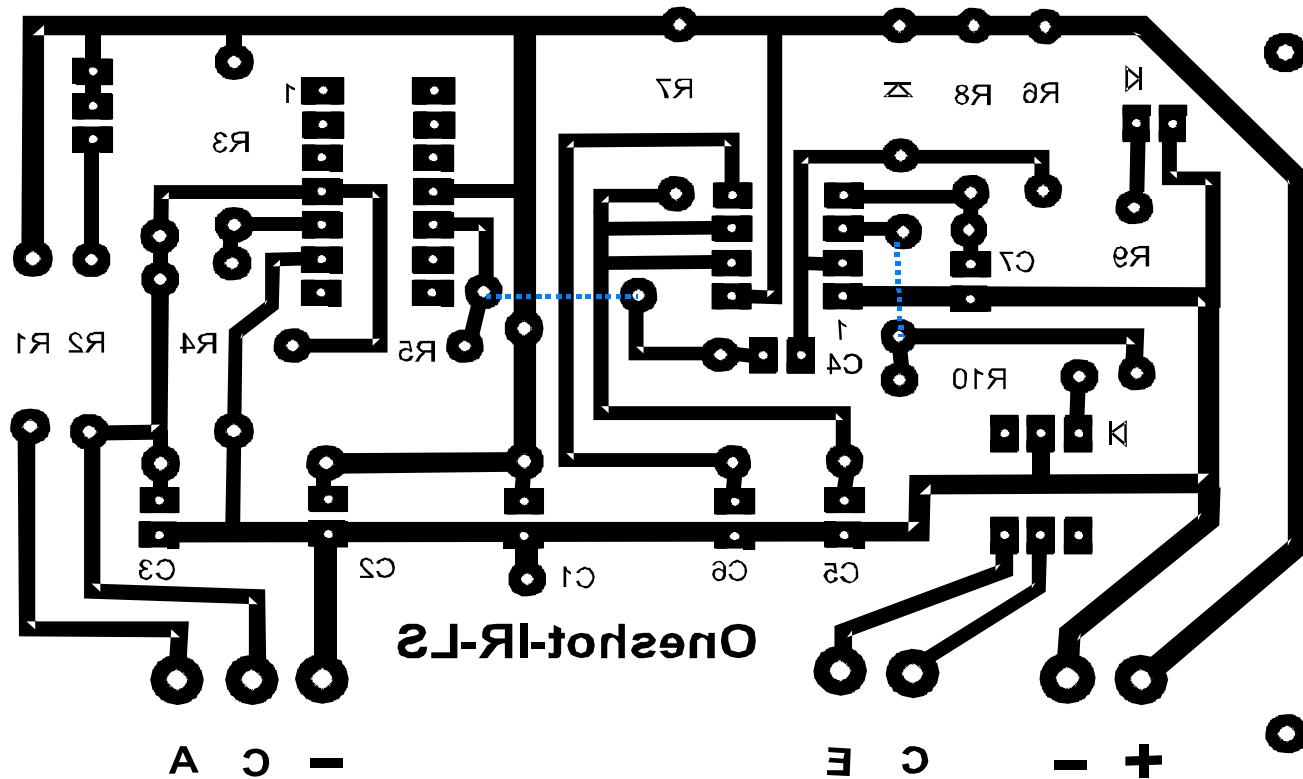 R7
R8
R6
1
R3
R9
C7
1
R1
R2
R4
R5
C4
R10
C3
C2
C1
C6
C5
Oneshot-IR-LS
A
C
-
E
C
-
+